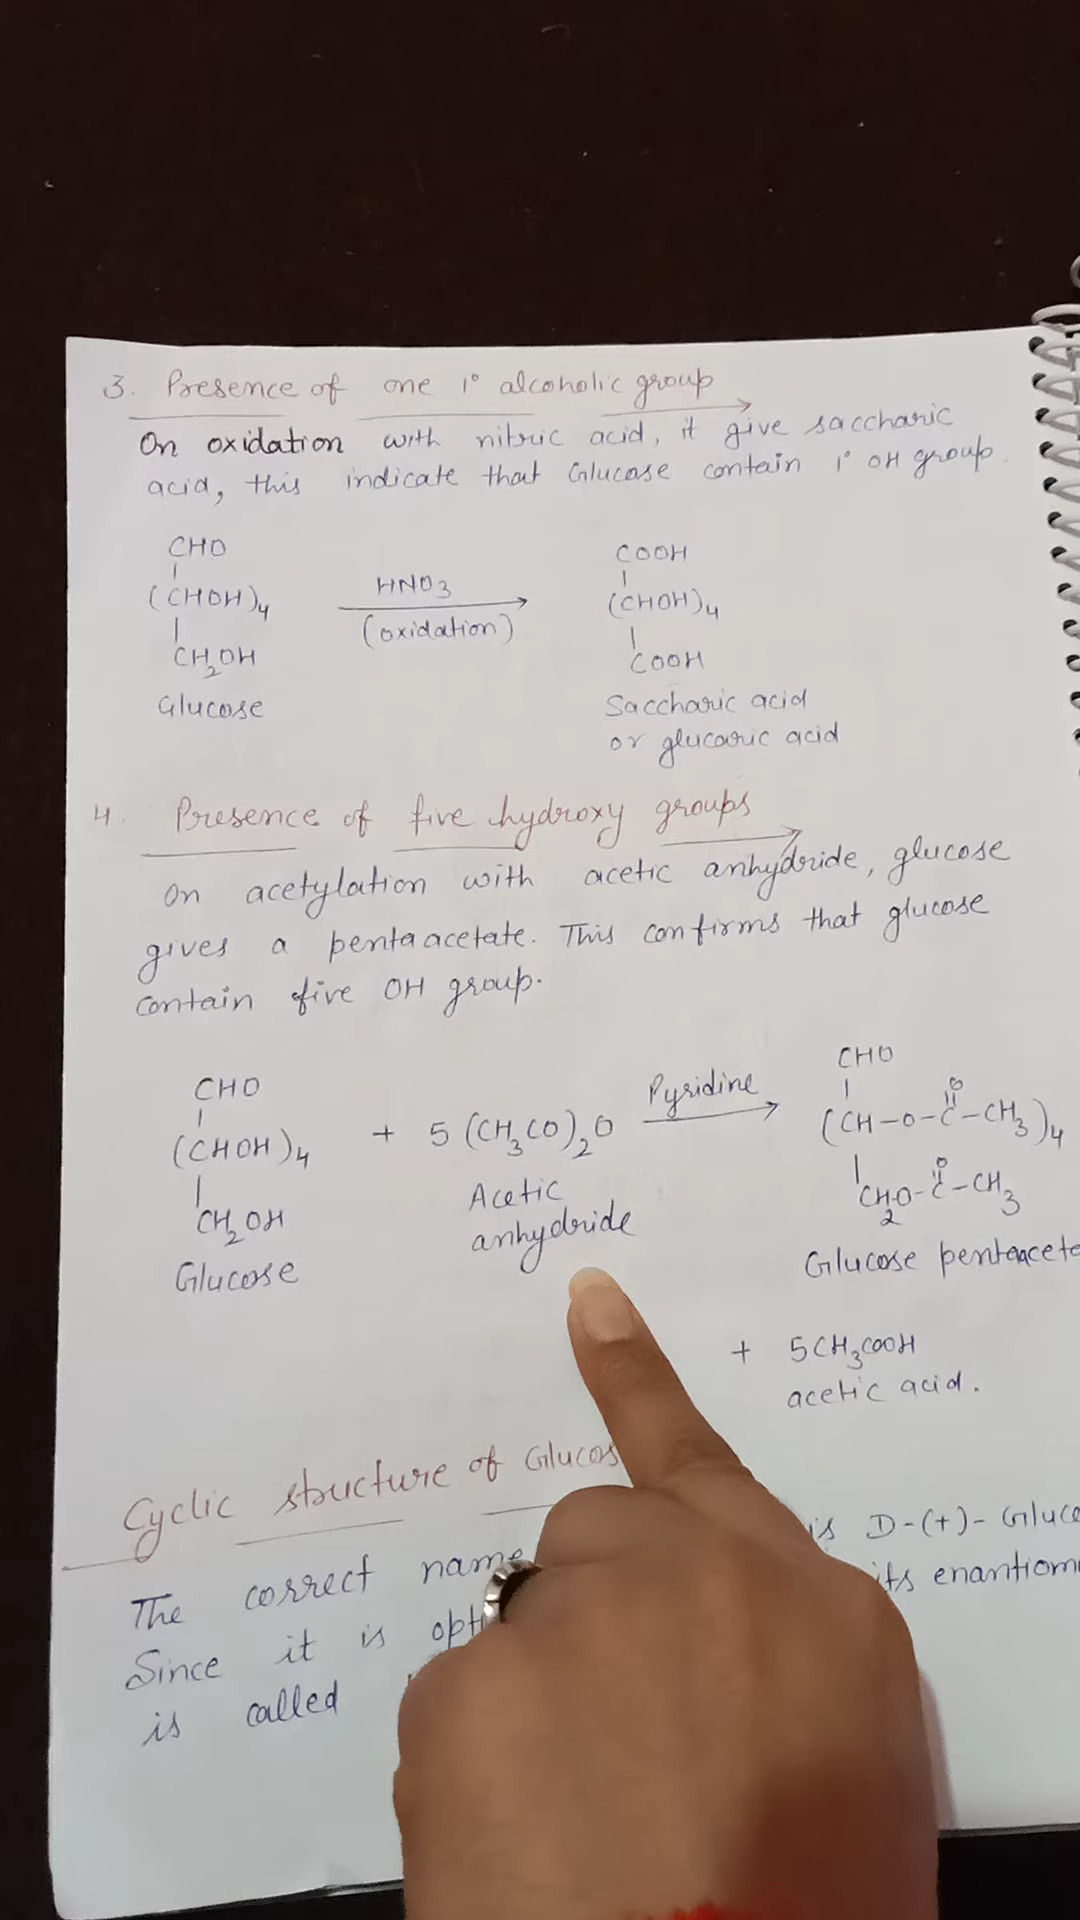 3. Presence of one 1° alcoholic group
On oxidation with nitric acid, it give saccharic
acid, this indicate that Glucose contain 1° OH group.
CHO
(CHOH)4
CH2OH
Glucose
HNO3
(oxidation)
COOH
(CHOH)4
COOH
Saccharic acid
or glucaric acid
4. Presence of five hydroxy groups
On acetylation with acetic anhydride, glucose
gives a pentaacetate. This confirms that glucose
contain five OH group.
CHO
(CHOH)4
CH2OH
Glucose
+ 5 (CH3CO)2O
Acetic
anhydride
Pyridine
CHO
(CH-O-C-CH3)4
O
CH2O-C-CH3
O
Glucose
+ 5CH3COOH
acetic acid.
Cyclic structure of
The correct name is D-(+)-
Since it is its
is called